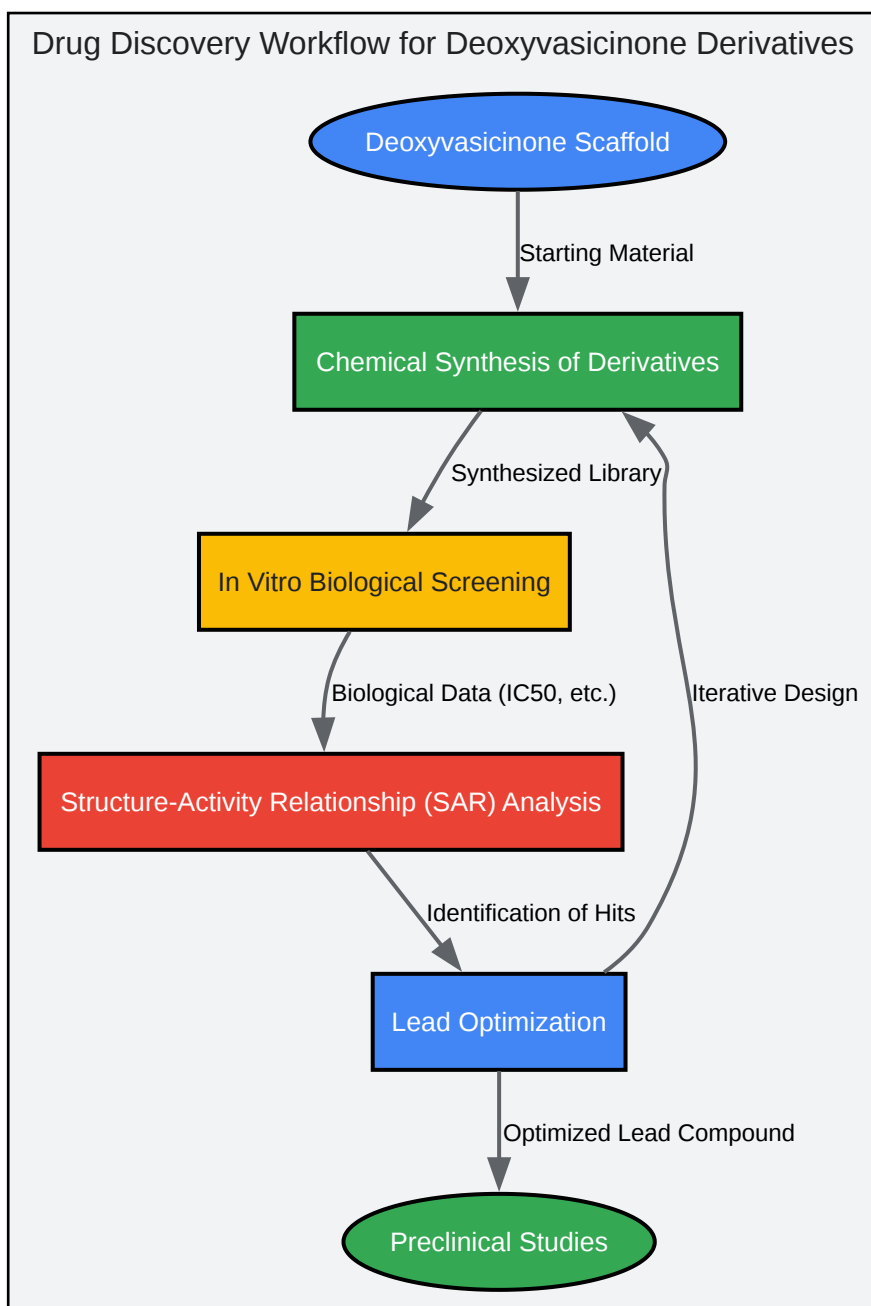 Drug Discovery Workflow for Deoxyvasicinone Derivatives
Deoxyvasicinone Scaffold
Starting Material
Chemical Synthesis of Derivatives
Synthesized Library
In Vitro Biological Screening
Biological Data (IC50, etc.)
Iterative Design
Structure-Activity Relationship (SAR) Analysis
Identification of Hits
Lead Optimization
Optimized Lead Compound
Preclinical Studies